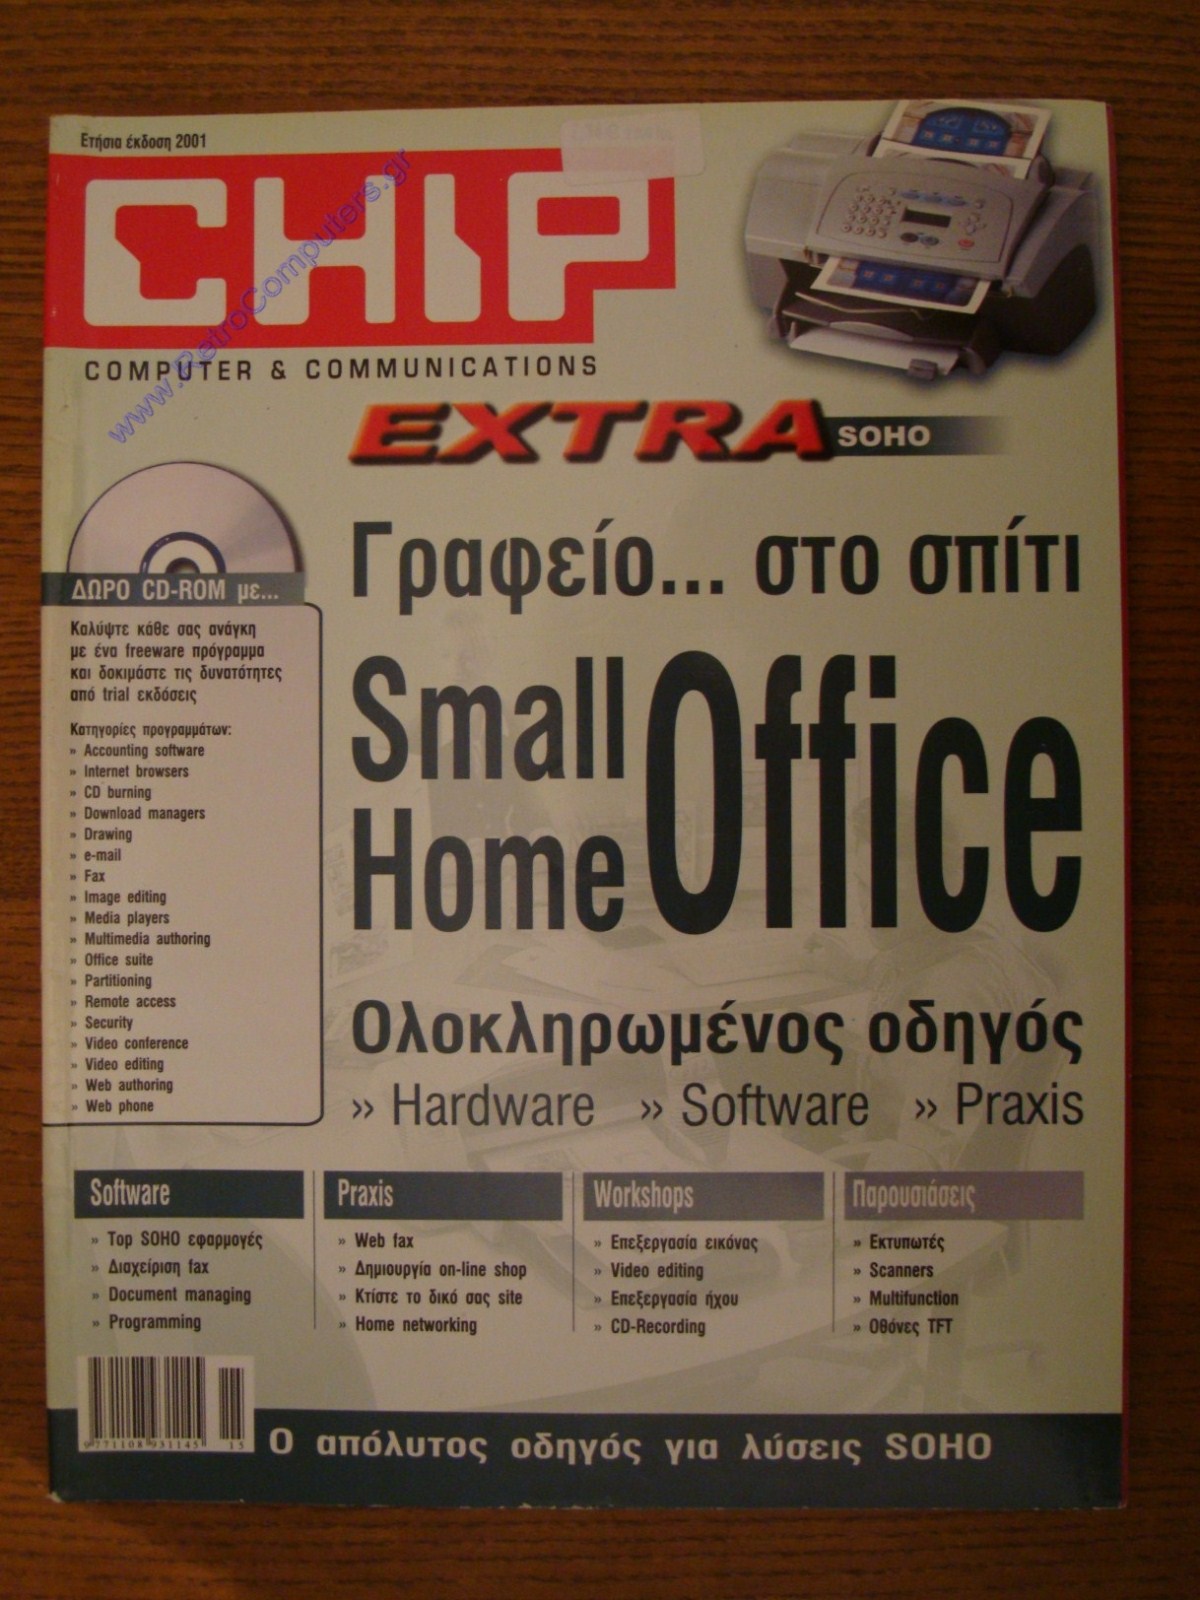 Ετήσια έκδοση 2001
CHIP
www.RetroComputers.gr
COMPUTER & COMMUNICATIONS
EXTRA SOHO
Γραφείο... στο σπίτι
Small Home Office
ΔΩΡΟ CD-ROM με...
Καλύψτε κάθε σας ανάγκη
με ένα freeware πρόγραμμα
και δοκιμάστε τις δυνατότητες
από trial εκδόσεις
Κατηγορίες προγραμμάτων:
» Accounting software
» Internet browsers
» CD burning
» Download managers
» Drawing
» e-mail
» Fax
» Image editing
» Media players
» Multimedia authoring
» Office suite
» Partitioning
» Remote access
» Security
» Video conference
» Video editing
» Web authoring
» Web phone
Ολοκληρωμένος οδηγός
» Hardware » Software » Praxis
Software
» Top SOHO εφαρμογές
» Διαχείριση fax
» Document managing
» Programming
Praxis
» Web fax
» Δημιουργία on-line shop
» Κτίστε το δικό σας site
» Home networking
Workshops
» Επεξεργασία εικόνας
» Video editing
» Επεξεργασία ήχου
» CD-Recording
Παρουσιάσεις
» Εκτυπωτές
» Scanners
» Multifunction
» Οθόνες TFT
9 771108 931145 15
Ο απόλυτος οδηγός για λύσεις SOHO